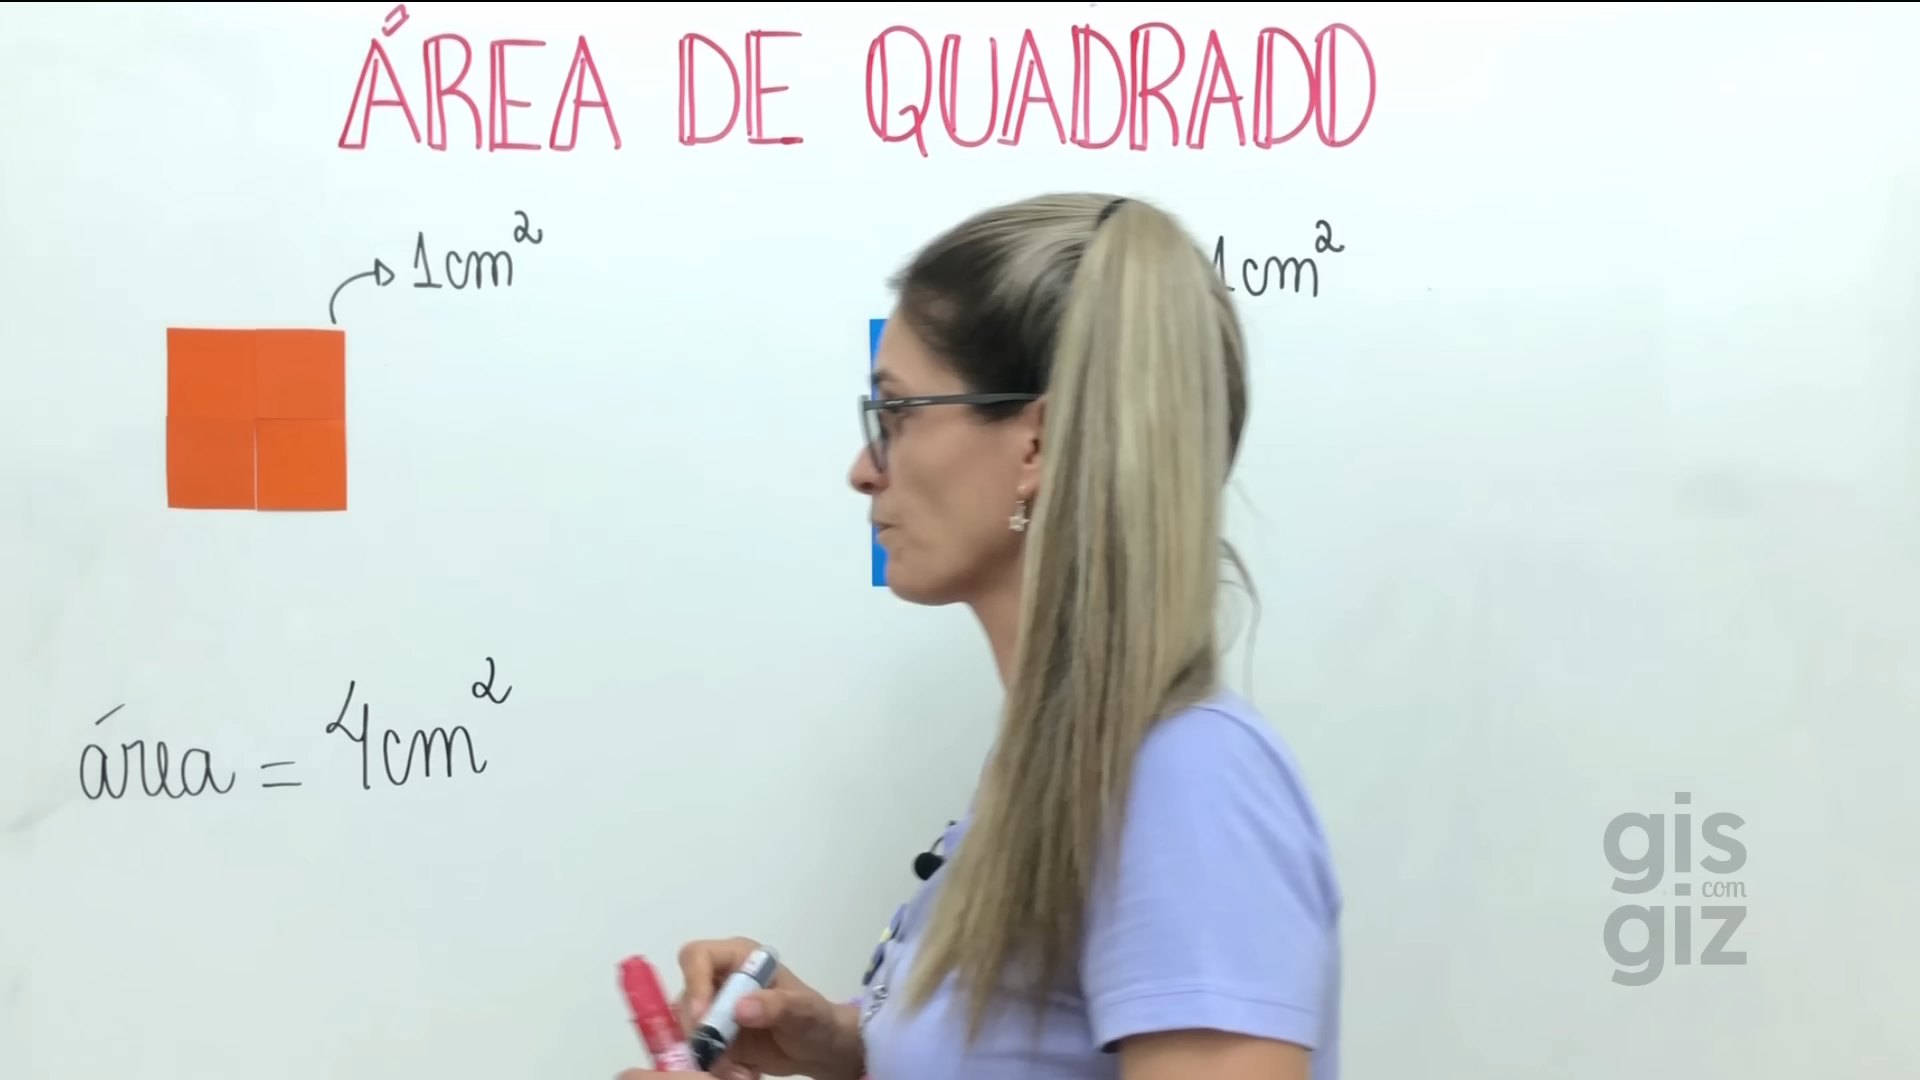 ÁREA DE QUADRADO
1cm²
1cm²
área = 4cm²
gis
com
giz